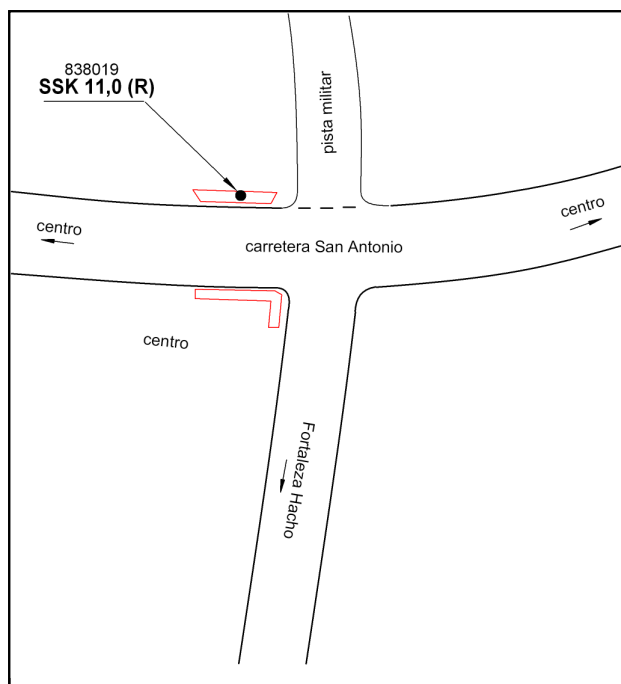 838019
SSK 11,0 (R)
pista militar
centro
carretera San Antonio
centro
centro
Fortaleza Hacho